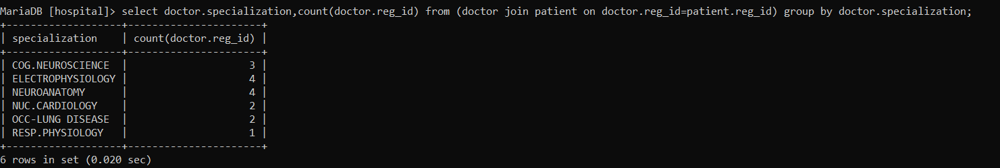 MariaDB [hospital]> select doctor.specialization,count(doctor.reg_id) from (doctor join patient on doctor.reg_id=patient.reg_id) group by doctor.specialization;
+------------------+----------------------+
| specialization   | count(doctor.reg_id) |
+------------------+----------------------+
| COG.NEUROSCIENCE |                    3 |
| ELECTROPHYSIOLOGY |                    4 |
| NEUROANATOMY     |                    4 |
| NUC.CARDIOLOGY   |                    2 |
| OCC-LUNG DISEASE |                    2 |
| RESP.PHYSIOLOGY  |                    1 |
+------------------+----------------------+
6 rows in set (0.020 sec)